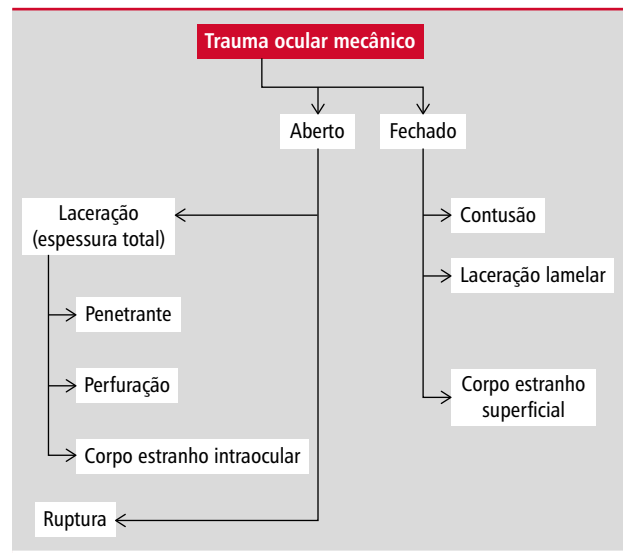 Trauma ocular mecânico
Aberto
Fechado
Laceração
(espessura total)
Penetrante
Perfuração
Corpo estranho intraocular
Ruptura
Contusão
Laceração lamelar
Corpo estranho
superficial